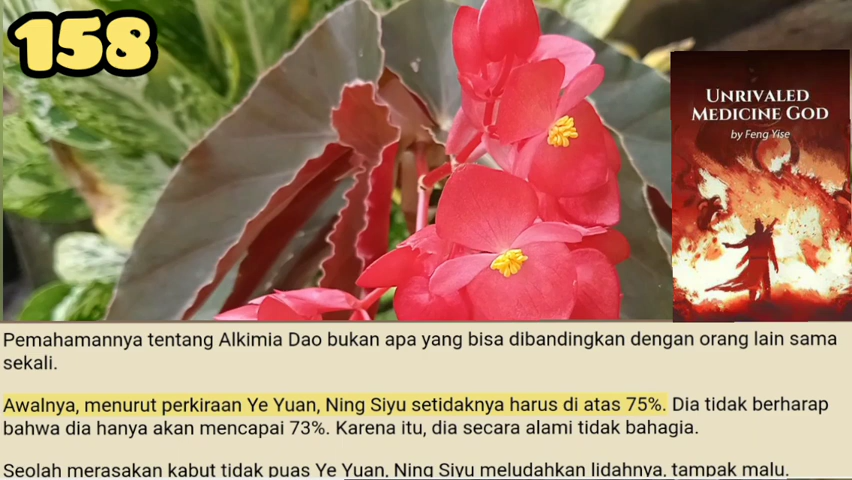 158
UNRIVALED
MEDICINE GOD
by Feng Yise
Pemahamannya tentang Alkimia Dao bukan apa yang bisa dibandingkan dengan orang lain sama
sekali.
Awalnya, menurut perkiraan Ye Yuan, Ning Siyu setidaknya harus di atas 75%. Dia tidak berharap
bahwa dia hanya akan mencapai 73%. Karena itu, dia secara alami tidak bahagia.
Seolah merasakan kabut tidak puas Ye Yuan, Ning Siyu meludahkan lidahnya, tampak malu.